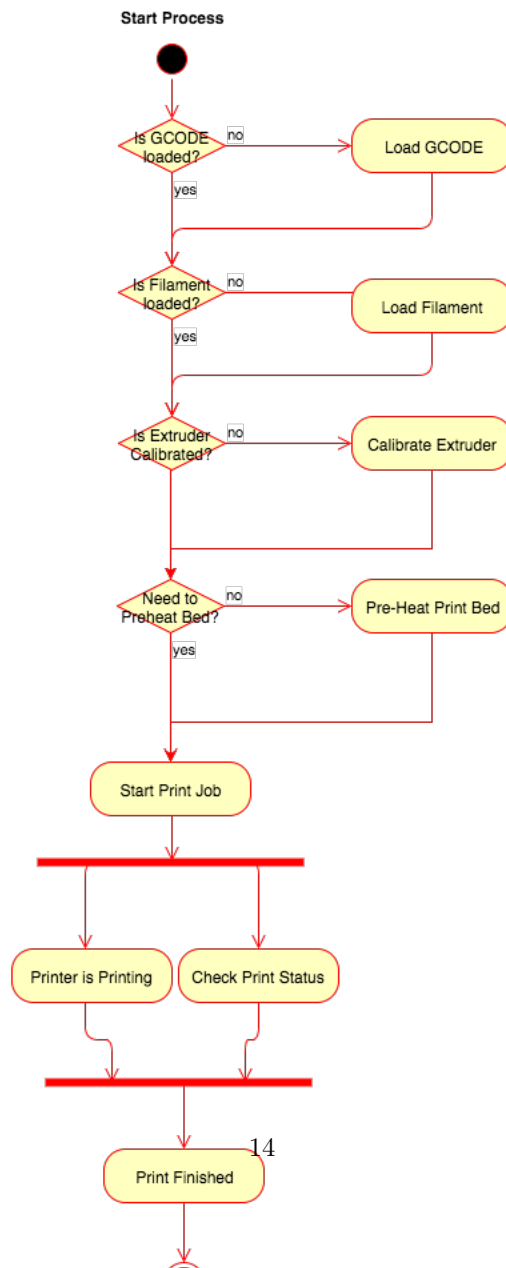 Start Process
Is GCODE
loaded?
no
Load GCODE
yes
Is Filament
loaded?
no
Load Filament
yes
Is Extruder
Calibrated?
no
Calibrate Extruder
Need to
Preheat Bed?
no
Pre-Heat Print Bed
yes
Start Print Job
Printer is Printing
Check Print Status
14
Print Finished